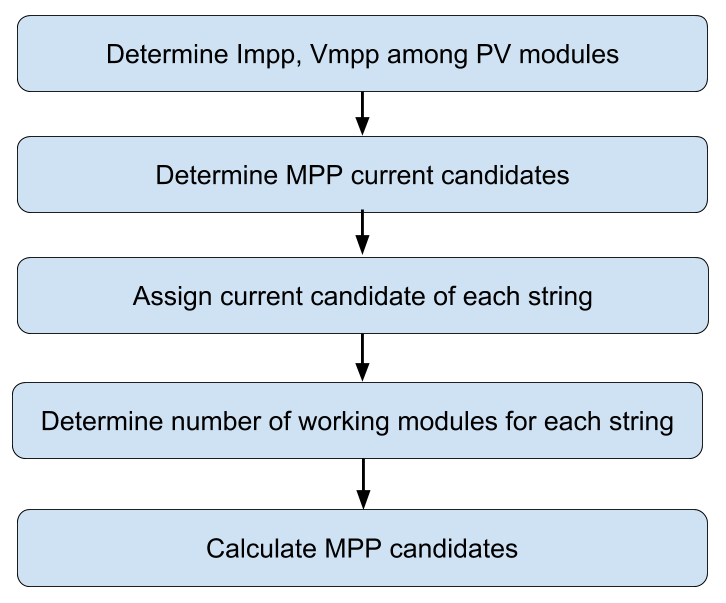 Determine Impp, Vmpp among PV modules
Determine MPP current candidates
Assign current candidate of each string
Determine number of working modules for each string
Calculate MPP candidates